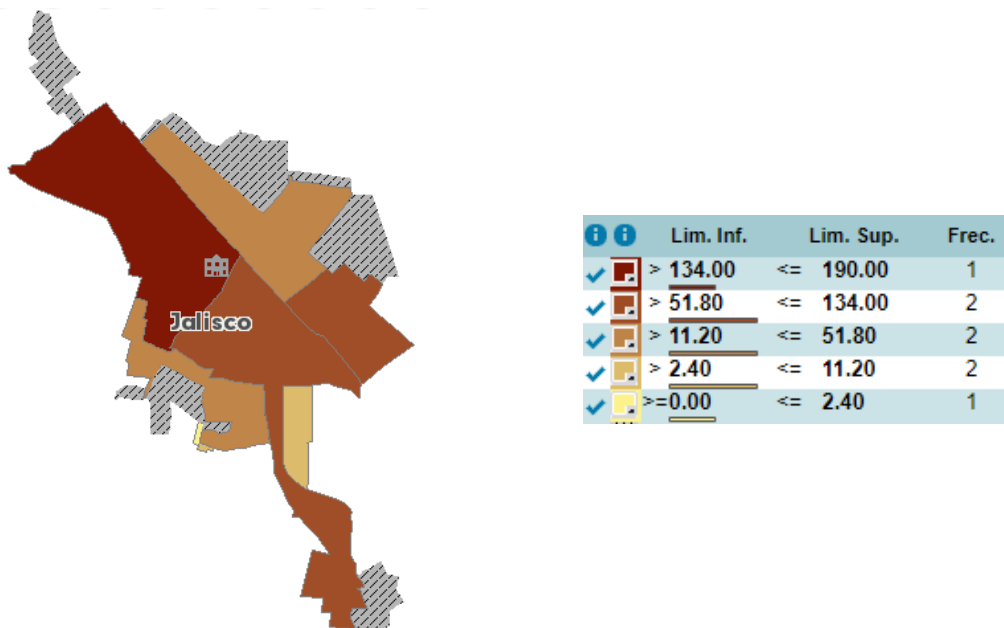 Jalisco
Lim. Inf. Lim. Sup. Frec.
> 134.00 <= 190.00 1
> 51.80 <= 134.00 2
> 11.20 <= 51.80 2
> 2.40 <= 11.20 2
>=0.00 <= 2.40 1